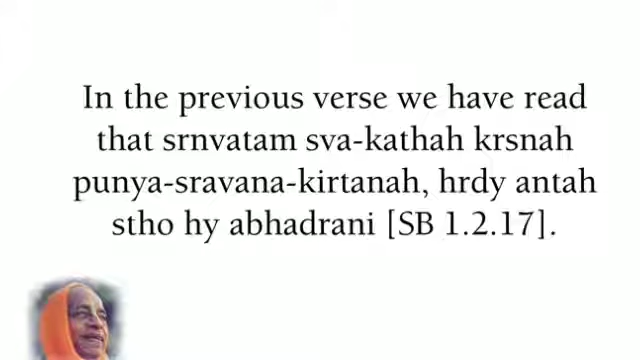 In the previous verse we have read
that srnvatam sva-kathah krsnah
punya-sravana-kirtanah, hrdy antah
stho hy abhadrani [SB 1.2.17].